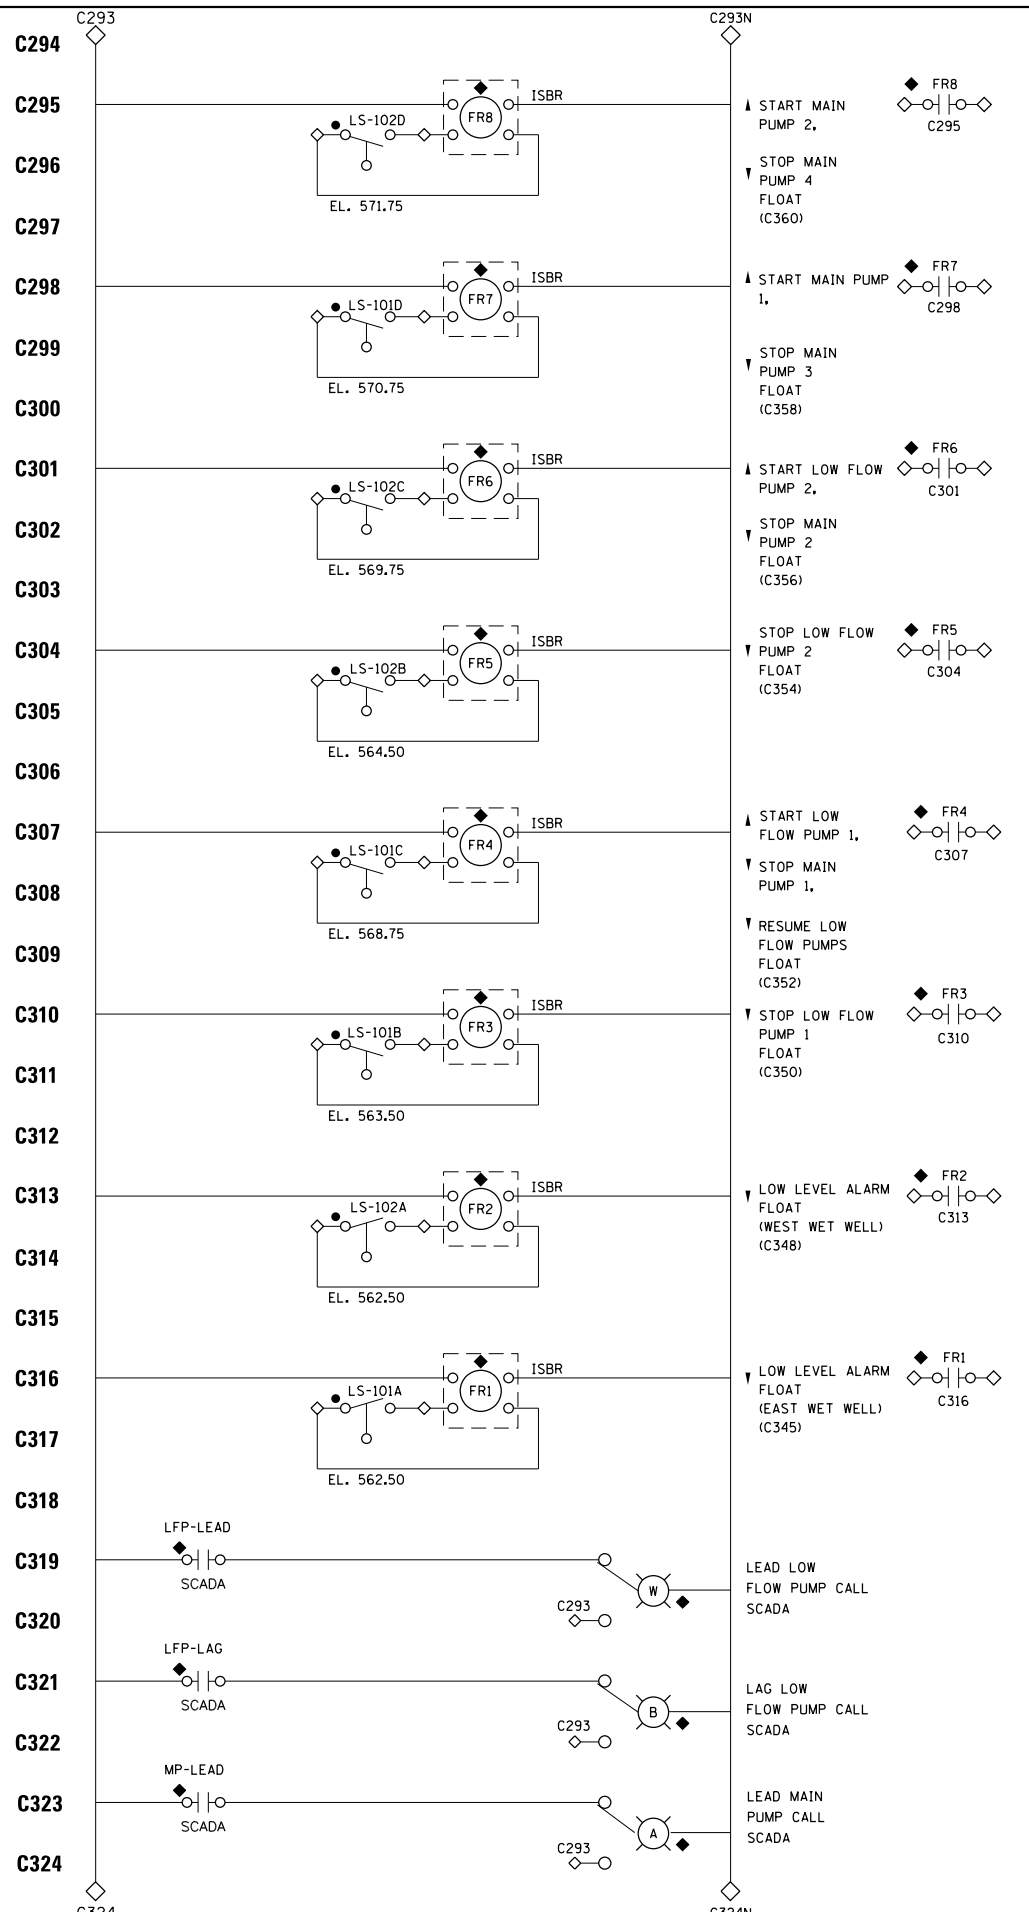 C293
C293N
C294
C295
ISBR
FR8
LS-102D
START MAIN
PUMP 2,
FR8
C295
C296
STOP MAIN
PUMP 4
FLOAT
(C360)
EL. 571.75
C297
C298
ISBR
FR7
LS-101D
START MAIN PUMP
1,
FR7
C298
C299
STOP MAIN
PUMP 3
FLOAT
(C358)
EL. 570.75
C300
C301
ISBR
FR6
LS-102C
START LOW FLOW
PUMP 2,
FR6
C301
C302
STOP MAIN
PUMP 2
FLOAT
(C356)
EL. 569.75
C303
C304
ISBR
FR5
LS-102B
STOP LOW FLOW
PUMP 2
FLOAT
(C354)
FR5
C304
C305
EL. 564.50
C306
C307
ISBR
FR4
LS-101C
START LOW
FLOW PUMP 1,
FR4
C307
C308
STOP MAIN
PUMP 1,
EL. 568.75
C309
RESUME LOW
FLOW PUMPS
FLOAT
(C352)
C310
ISBR
FR3
LS-101B
STOP LOW FLOW
PUMP 1
FLOAT
(C350)
FR3
C310
C311
EL. 563.50
C312
C313
ISBR
FR2
LS-102A
LOW LEVEL ALARM
FLOAT
(WEST WET WELL)
(C348)
FR2
C313
C314
EL. 562.50
C315
C316
ISBR
FR1
LS-101A
LOW LEVEL ALARM
FLOAT
(EAST WET WELL)
(C345)
FR1
C316
C317
EL. 562.50
C318
LFP-LEAD
C319
SCADA
W
LEAD LOW
FLOW PUMP CALL
SCADA
C320
C293
LFP-LAG
C321
SCADA
B
LAG LOW
FLOW PUMP CALL
SCADA
C322
C293
MP-LEAD
C323
SCADA
A
LEAD MAIN
PUMP CALL
SCADA
C324
C293
C324
C324N